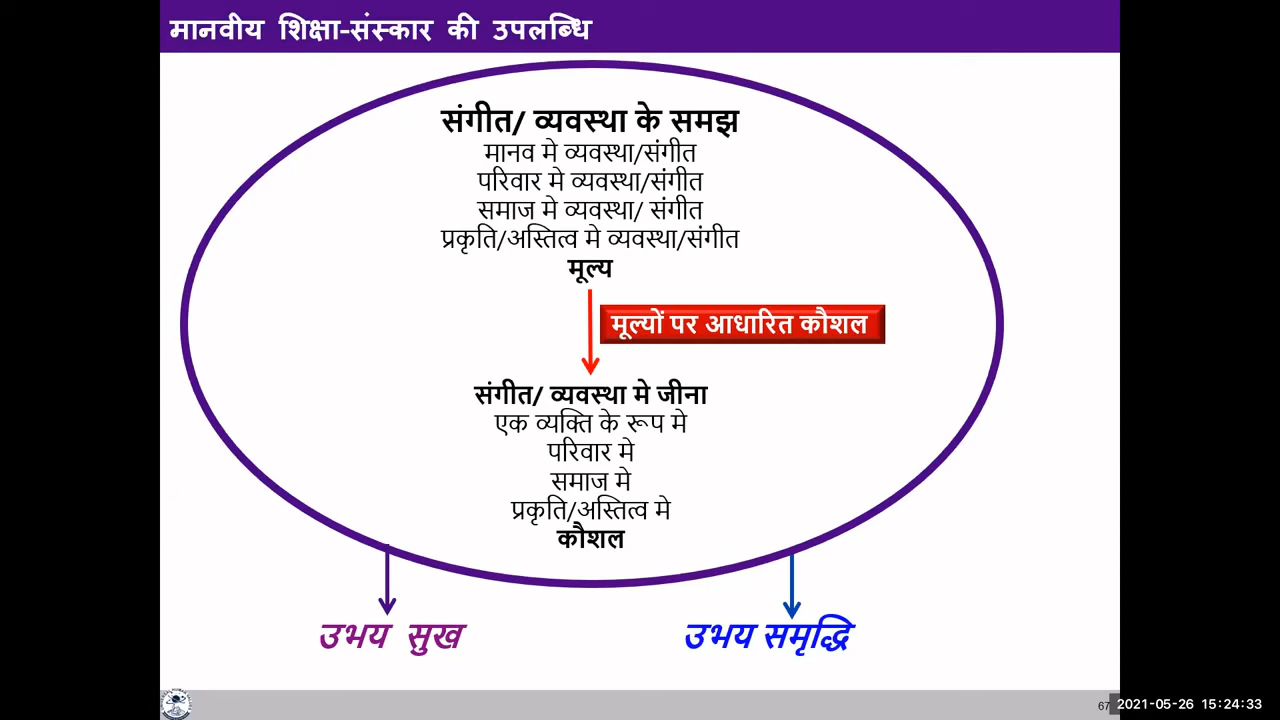 मानवीय शिक्षा-संस्कार की उपलब्धि
संगीत/ व्यवस्था के समझ
मानव मे व्यवस्था/संगीत
परिवार मे व्यवस्था/संगीत
समाज मे व्यवस्था/ संगीत
प्रकृति/अस्तित्व मे व्यवस्था/संगीत
मूल्य
मूल्यों पर आधारित कौशल
संगीत/ व्यवस्था मे जीना
एक व्यक्ति के रूप मे
परिवार मे
समाज मे
प्रकृति/अस्तित्व मे
कौशल
उभय सुख
उभय समृद्धि
67
2021-05-26 15:24:33